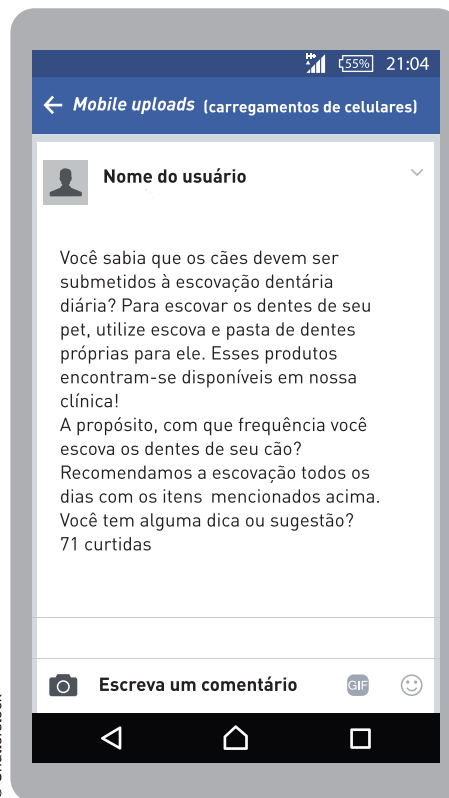 H+ 55% 21:04
Mobile uploads (carregamentos de celulares)
Nome do usuário
Você sabia que os cães devem ser
submetidos à escovação dentária
diária? Para escovar os dentes de seu
pet, utilize escova e pasta de dentes
próprias para ele. Esses produtos
encontram-se disponíveis em nossa
clínica!
A propósito, com que frequência você
escova os dentes de seu cão?
Recomendamos a escovação todos os
dias com os itens mencionados acima.
Você tem alguma dica ou sugestão?
71 curtidas
Escreva um comentário GIF